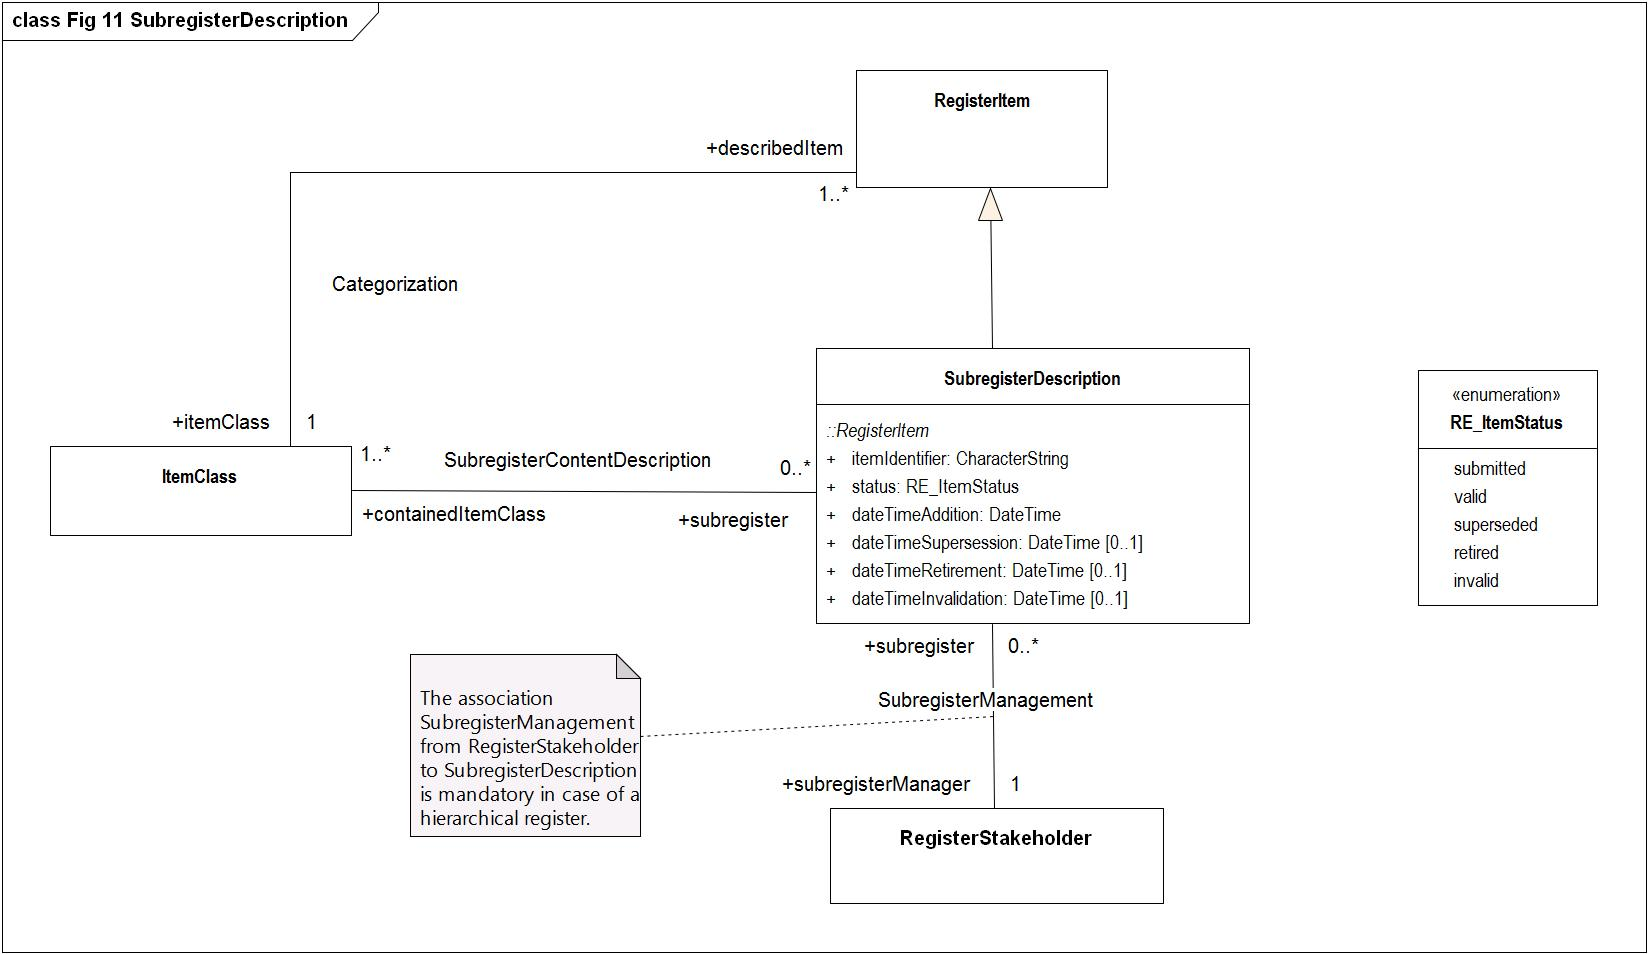 class Fig 11 SubregisterDescription
RegisterItem
+describedItem
1..*
Categorization
+itemClass
1
ItemClass
1..*
SubregisterContentDescription
0..*
+containedItemClass
+subregister
SubregisterDescription
::RegisterItem
+ itemIdentifier: CharacterString
+ status: RE_ItemStatus
+ dateTimeAddition: DateTime
+ dateTimeSupersession: DateTime [0..1]
+ dateTimeRetirement: DateTime [0..1]
+ dateTimeInvalidation: DateTime [0..1]
«enumeration»
RE_ItemStatus
submitted
valid
superseded
retired
invalid
+subregister
0..*
SubregisterManagement
The association
SubregisterManagement
from RegisterStakeholder
to SubregisterDescription
is mandatory in case of a
hierarchical register.
+subregisterManager
1
RegisterStakeholder